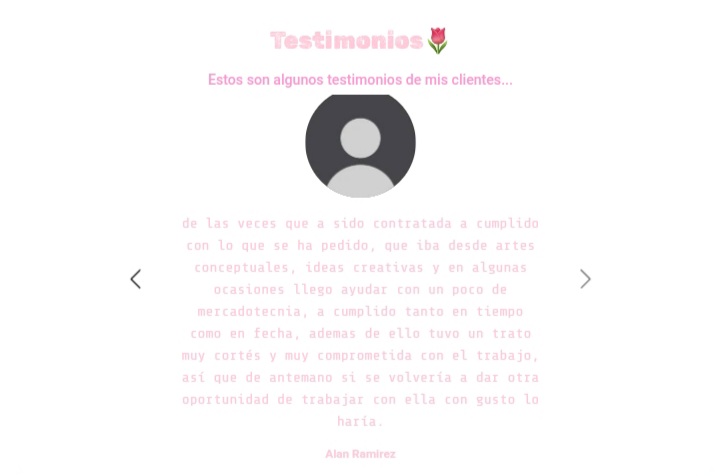 Testimonios🌷
Estos son algunos testimonios de mis clientes...
de las veces que a sido contratada a cumplido
con lo que se ha pedido, que iba desde artes
conceptuales, ideas creativas y en algunas
ocasiones llego ayudar con un poco de
mercadotecnia, a cumplido tanto en tiempo
como en fecha, ademas de ello tuvo un trato
muy cortés y muy comprometida con el trabajo,
así que de antemano si se volvería a dar otra
oportunidad de trabajar con ella con gusto lo
haría.
Alan Ramirez